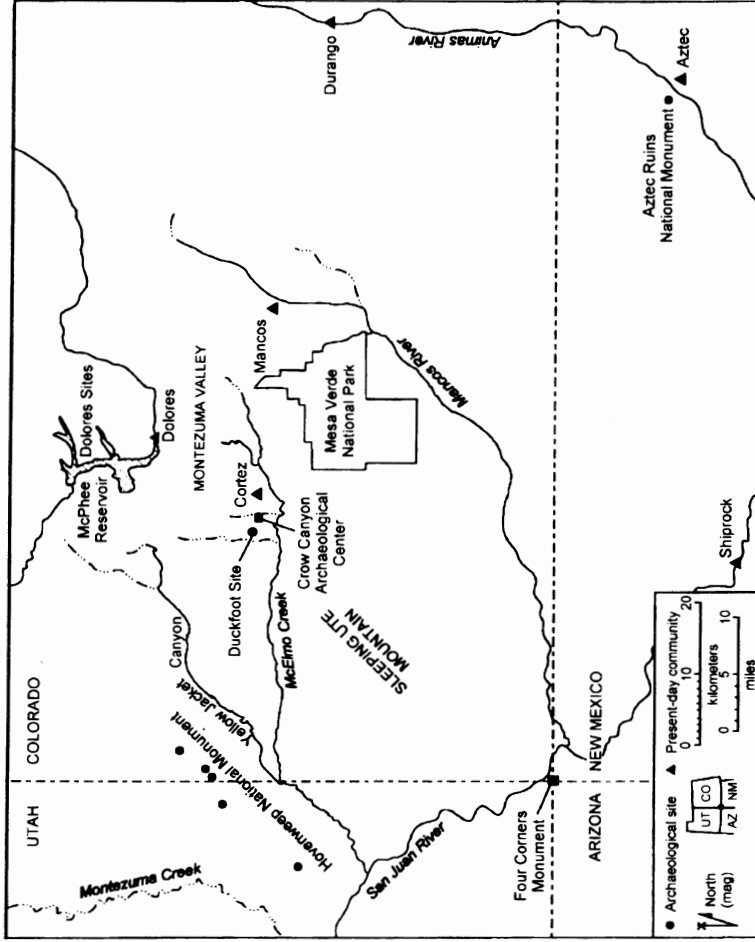 UTAH
COLORADO
Montezuma Creek
Hovenweep National Monument
Yellow Jacket
Canyon
McPhee
Reservoir
Dolores Sites
Dolores
MONTEZUMA VALLEY
Duckfoot Site
Cortez
Crow Canyon
Archaeological
Center
McElmo Creek
SLEEPING UTE
MOUNTAIN
Mancos
Mesa Verde
National Park
Mancos River
Durango
Animas River
San Juan River
Four Corners
Monument
ARIZONA
NEW MEXICO
Aztec Ruins
National Monument
Aztec
Shiprock
Archaeological site
Present-day community
North
(mag)
UT
CO
AZ
NM
0 10 20
kilometers
0 5 10
miles